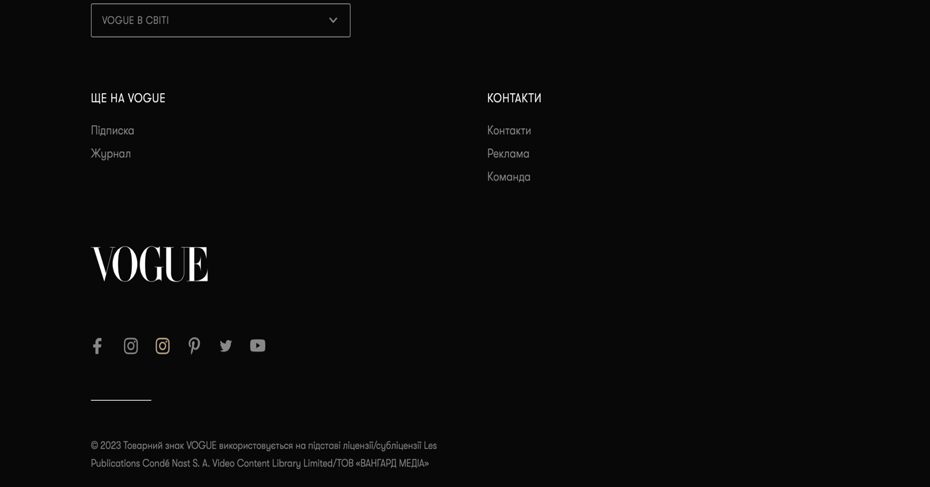 VOGUE В СВІТІ
ЩЕ НА VOGUE
Підписка
Журнал
КОНТАКТИ
Контакти
Реклама
Команда
VOGUE
© 2023 Товарний знак VOGUE використовується на підставі ліцензії/субліцензії Les
Publications Condé Nast S. A. Video Content Library Limited/ТОВ «ВАНГАРД МЕДІА»